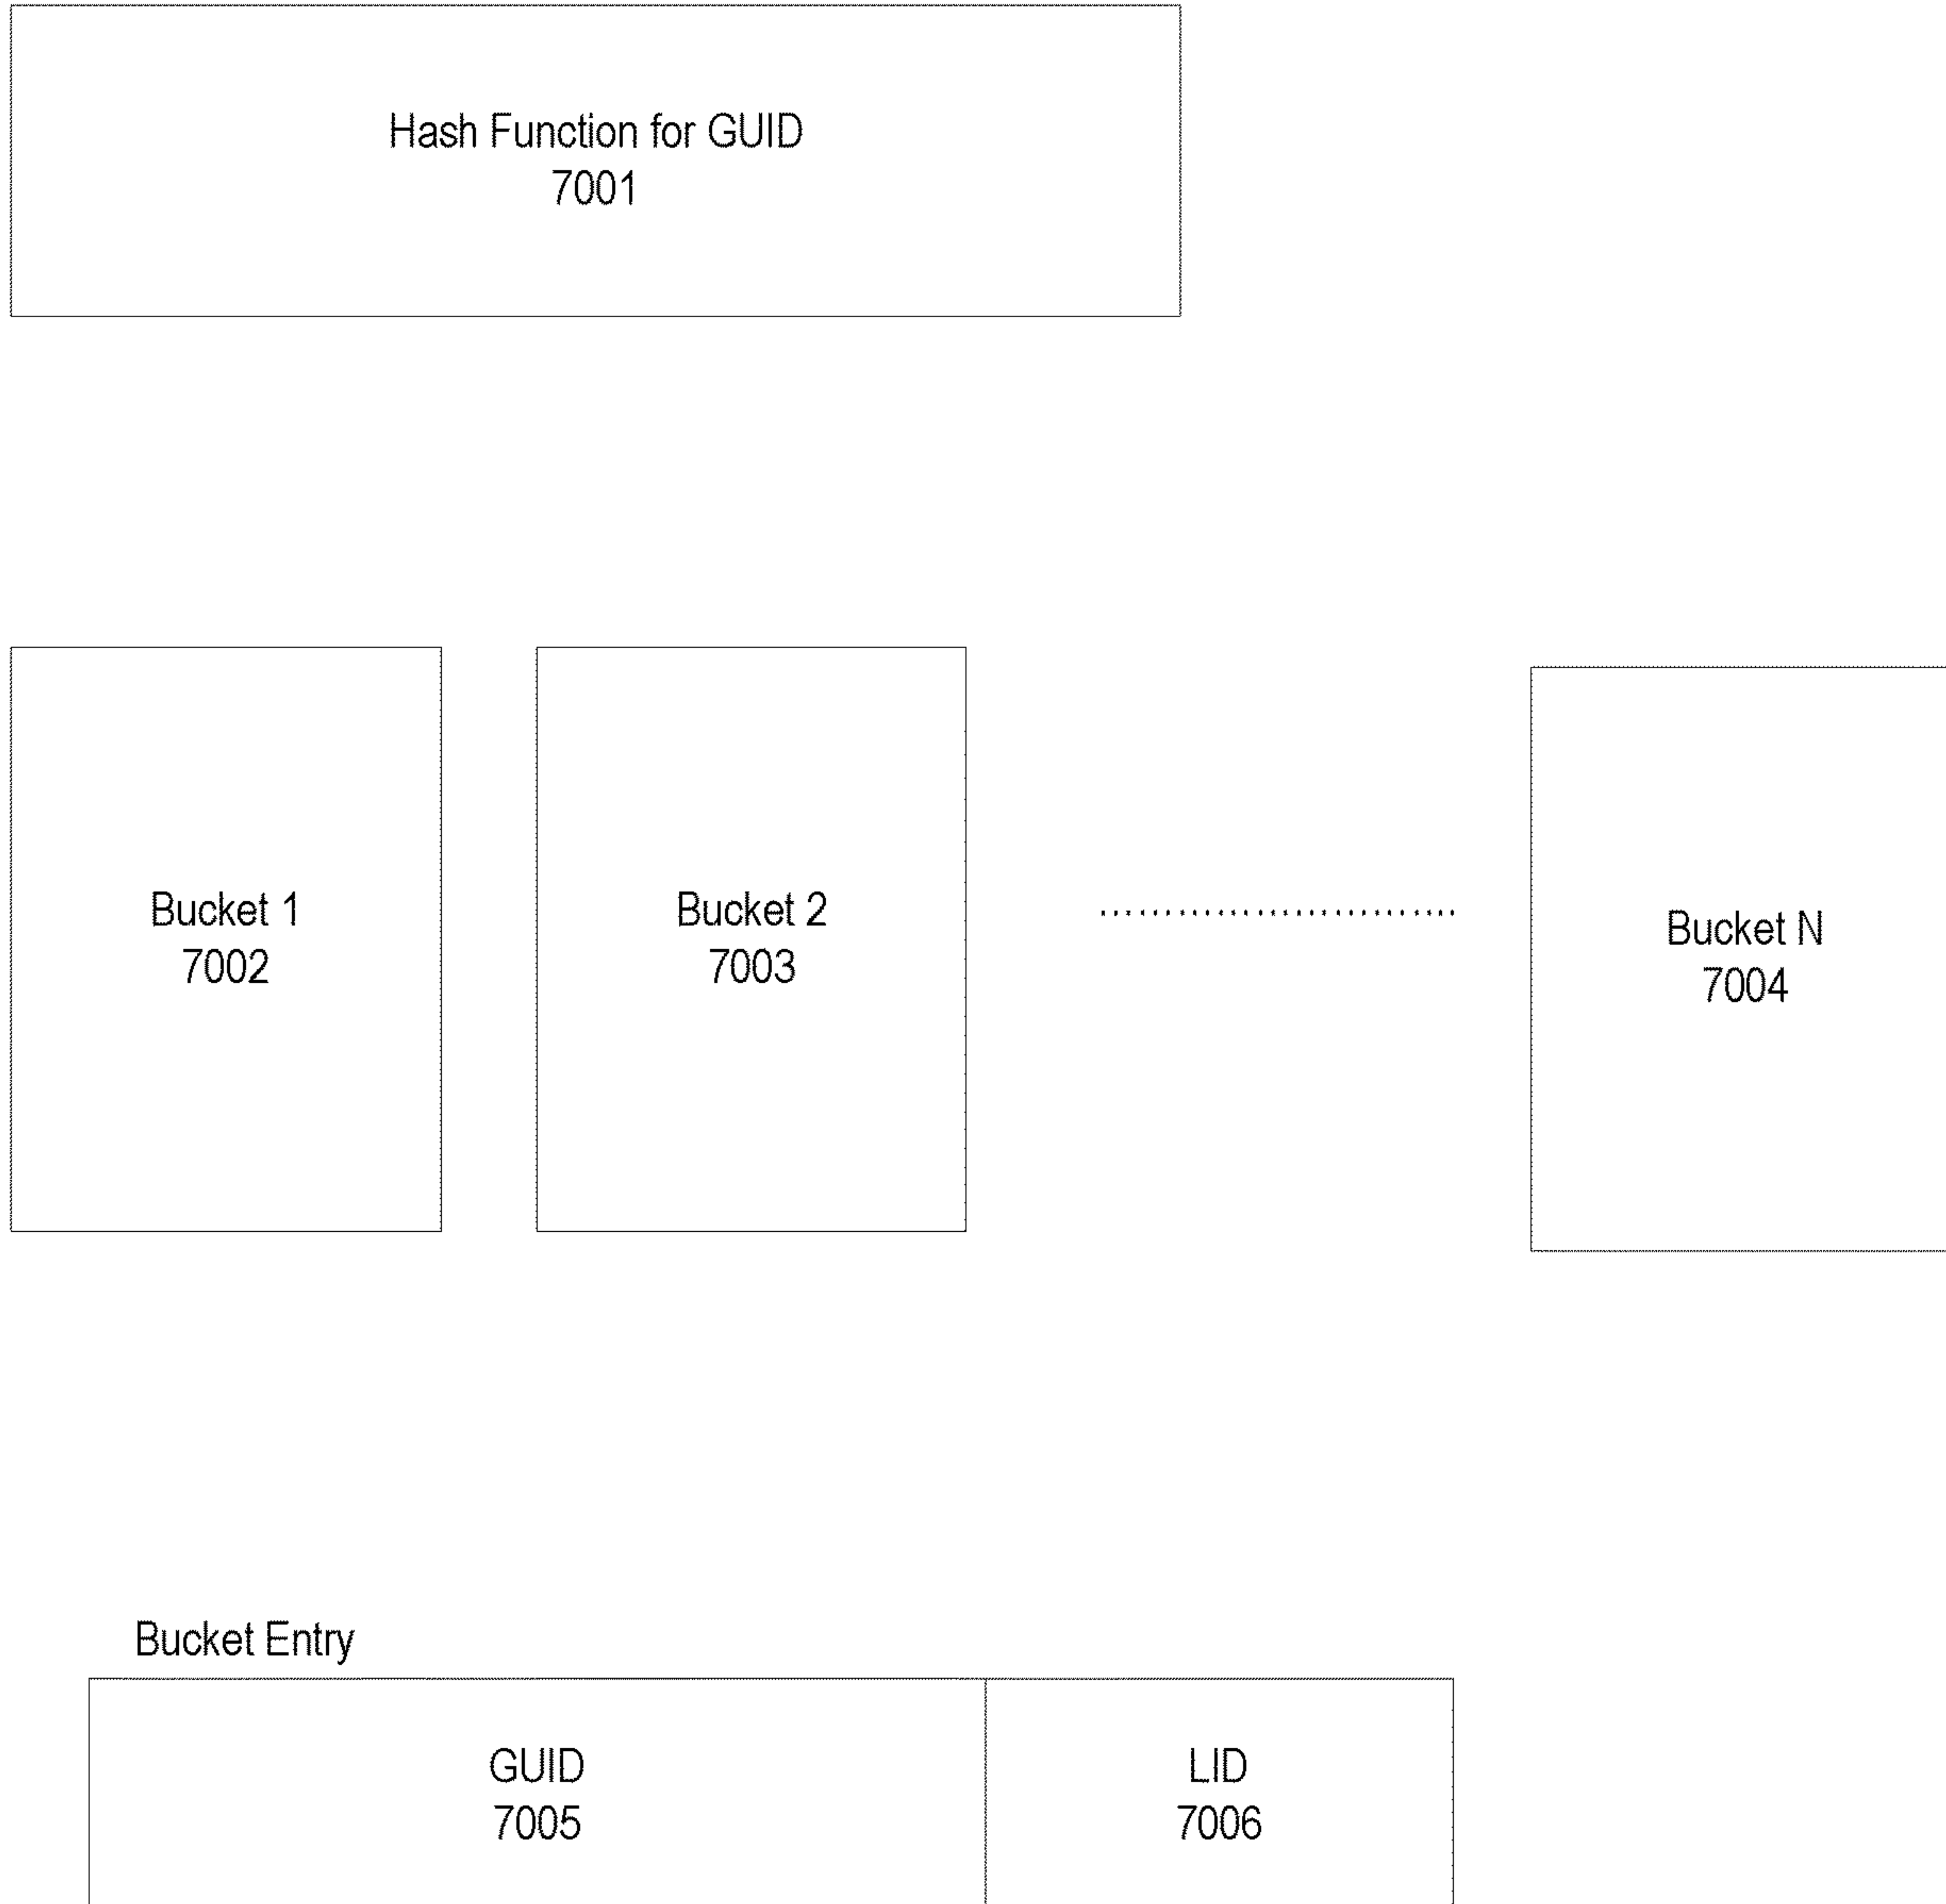 Hash Function for GUID
7001
Bucket 1
7002
Bucket 2
7003
Bucket N
7004
Bucket Entry
GUID
7005
LID
7006